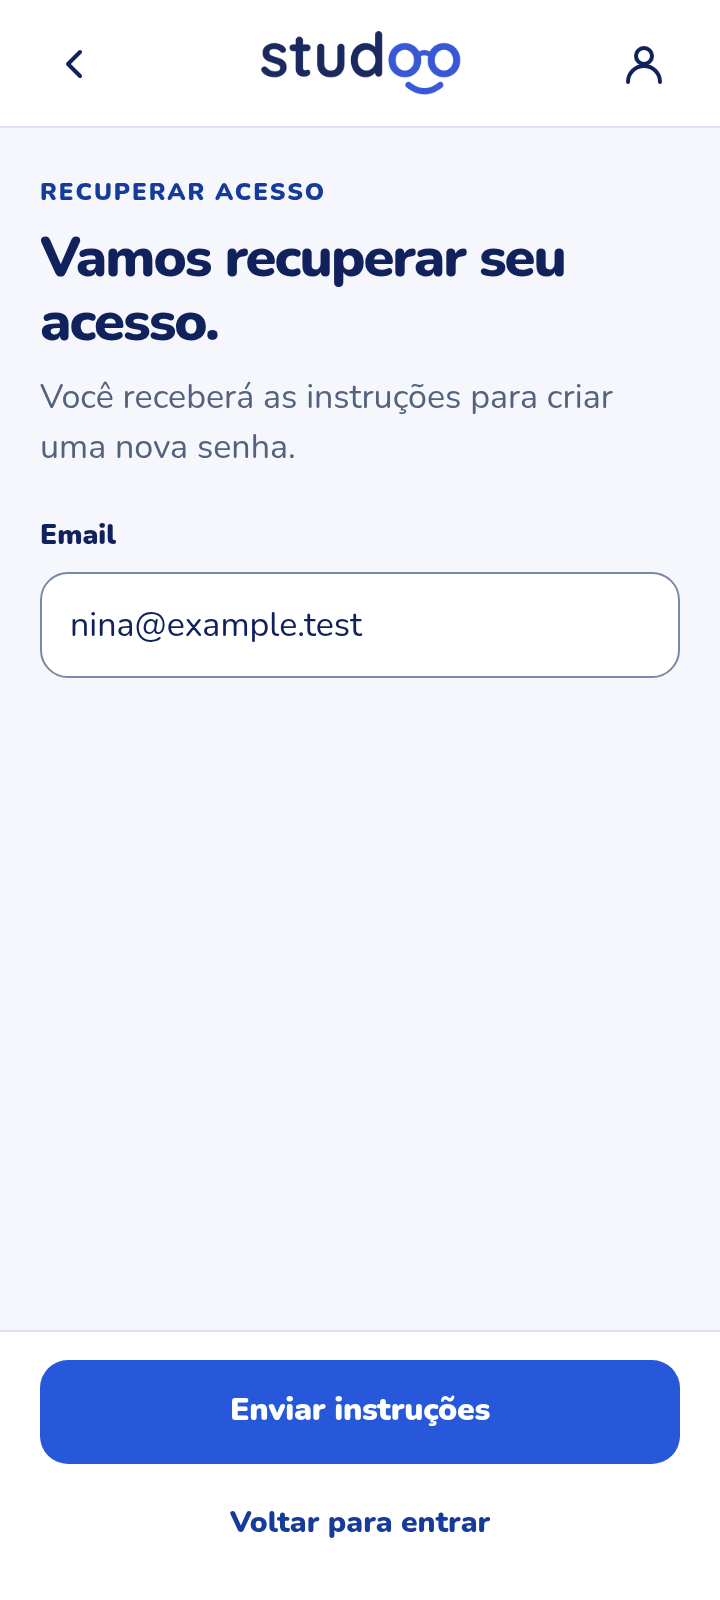 studoo
RECUPERAR ACESSO
Vamos recuperar seu
acesso.
Você receberá as instruções para criar
uma nova senha.
Email
nina@example.test
Enviar instruções
Voltar para entrar